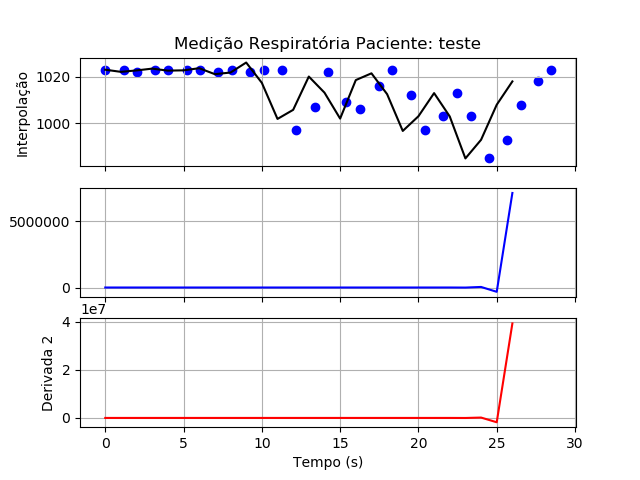 Medição Respiratória Paciente: teste
1020
1000
Interpolação
5000000
0
1e7
4
2
0
Derivada 2
0 5 10 15 20 25 30
Tempo (s)